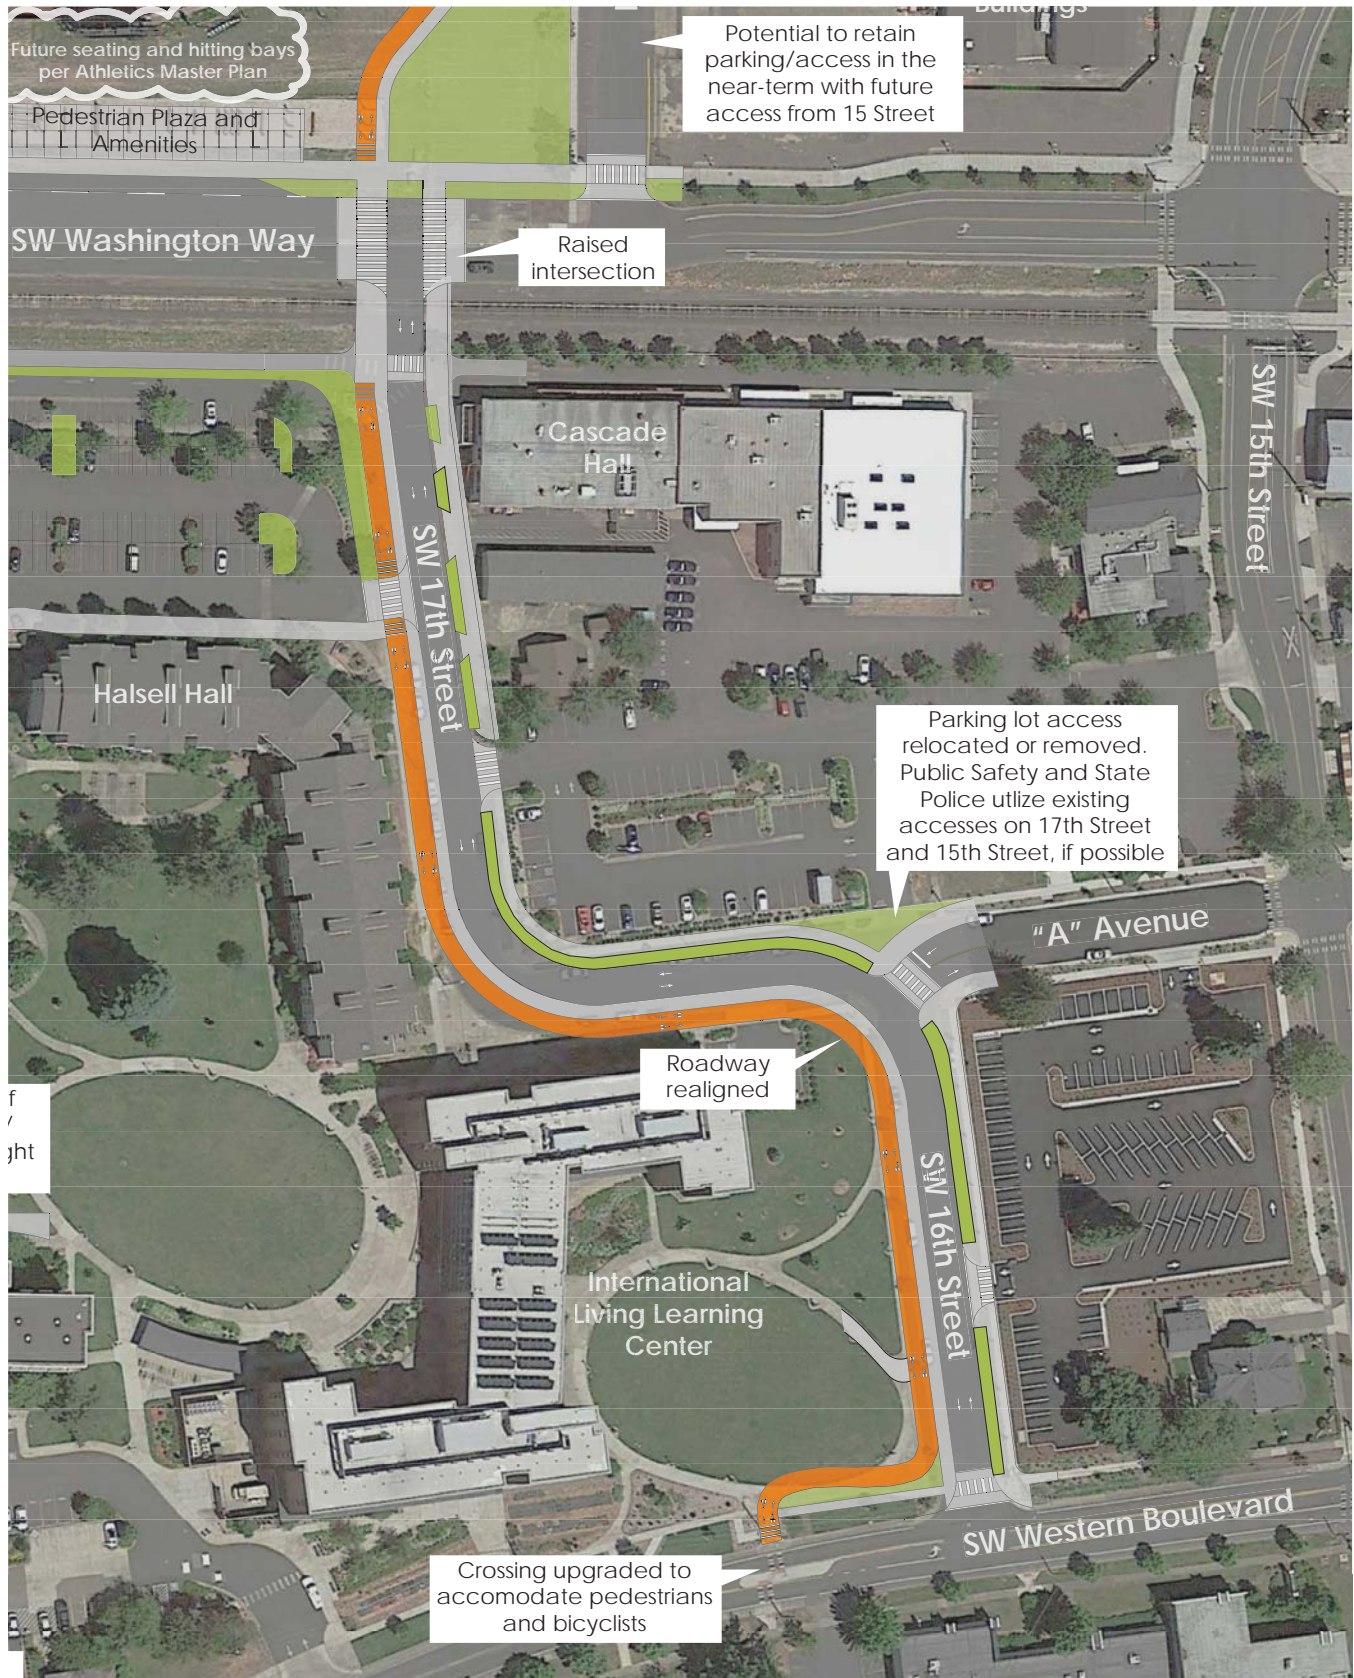 Buildings
Future seating and hitting bays
per Athletics Master Plan
Potential to retain
parking/access in the
near-term with future
access from 15 Street
Pedestrian Plaza and
Amenities
SW Washington Way
Raised
intersection
SW 15th Street
Cascade
Hall
SW 17th Street
Halsell Hall
Parking lot access
relocated or removed.
Public Safety and State
Police utlize existing
accesses on 17th Street
and 15th Street, if possible
"A" Avenue
Roadway
realigned
f
y
ght
SW 16th Street
International
Living Learning
Center
SW Western Boulevard
Crossing upgraded to
accomodate pedestrians
and bicyclists